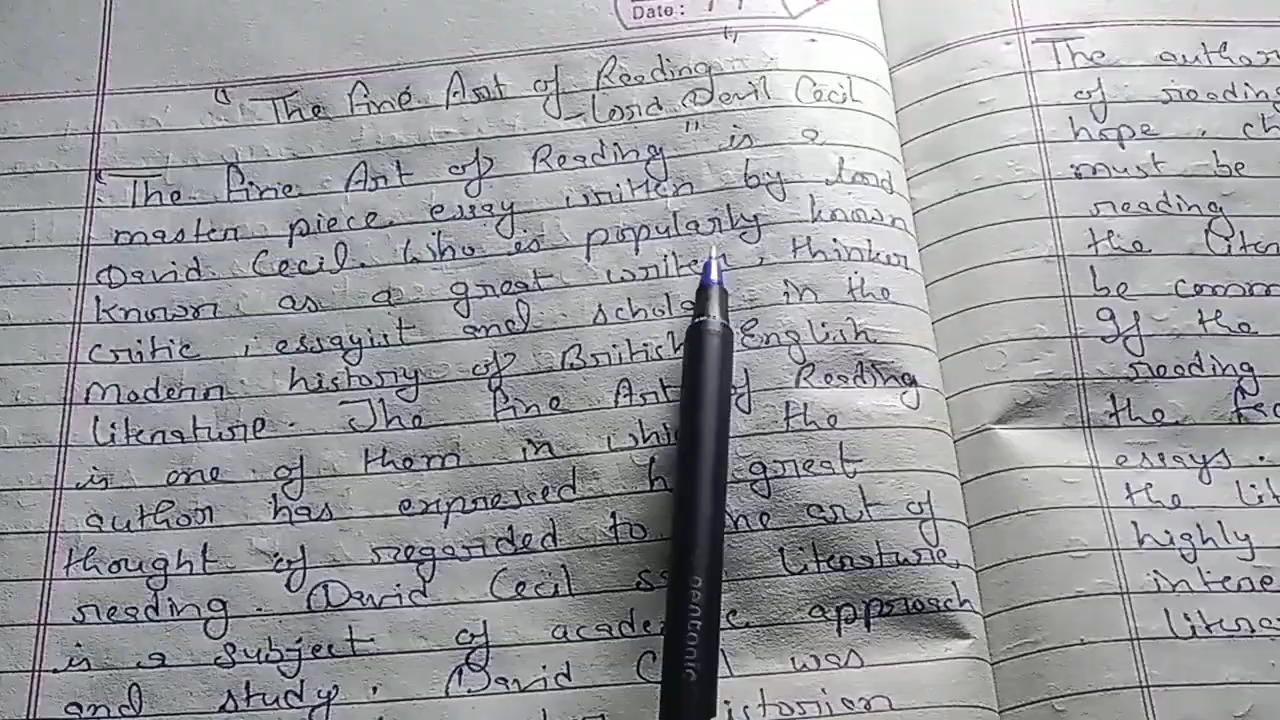 Date:
" The fine Art of Reading "
- Lord Devil Cecil
"The fine Art of Reading" is a
master piece essay written by Lord
David Cecil. Who is popularly known
known as a great writer, thinker
critic, essayist and scholar in the
Modern history of British English
literature. The fine Art of Reading
is one of them in which the
author has expressed great
thought of regarded to the art of
reading. David Cecil literature
is a subject of academic approach
and study. David Cecil was
historian
The author
of reading
hope, ch
must be
reading
the liter
be comm
If the
reading
the
essays.
the lit
highly
intere
litera
pentonic